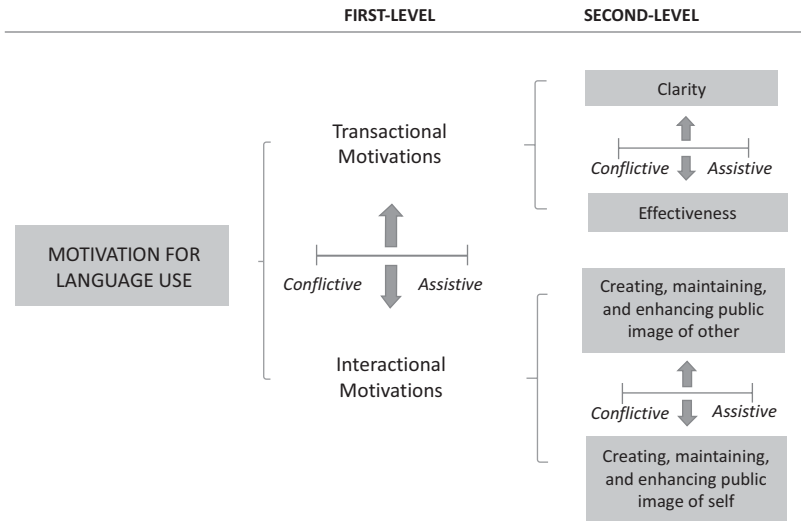 FIRST-LEVEL
SECOND-LEVEL
MOTIVATION FOR
LANGUAGE USE
Transactional
Motivations
Conflictive
Assistive
Interactional
Motivations
Clarity
Conflictive
Assistive
Effectiveness
Creating, maintaining,
and enhancing public
image of other
Conflictive
Assistive
Creating, maintaining,
and enhancing public
image of self